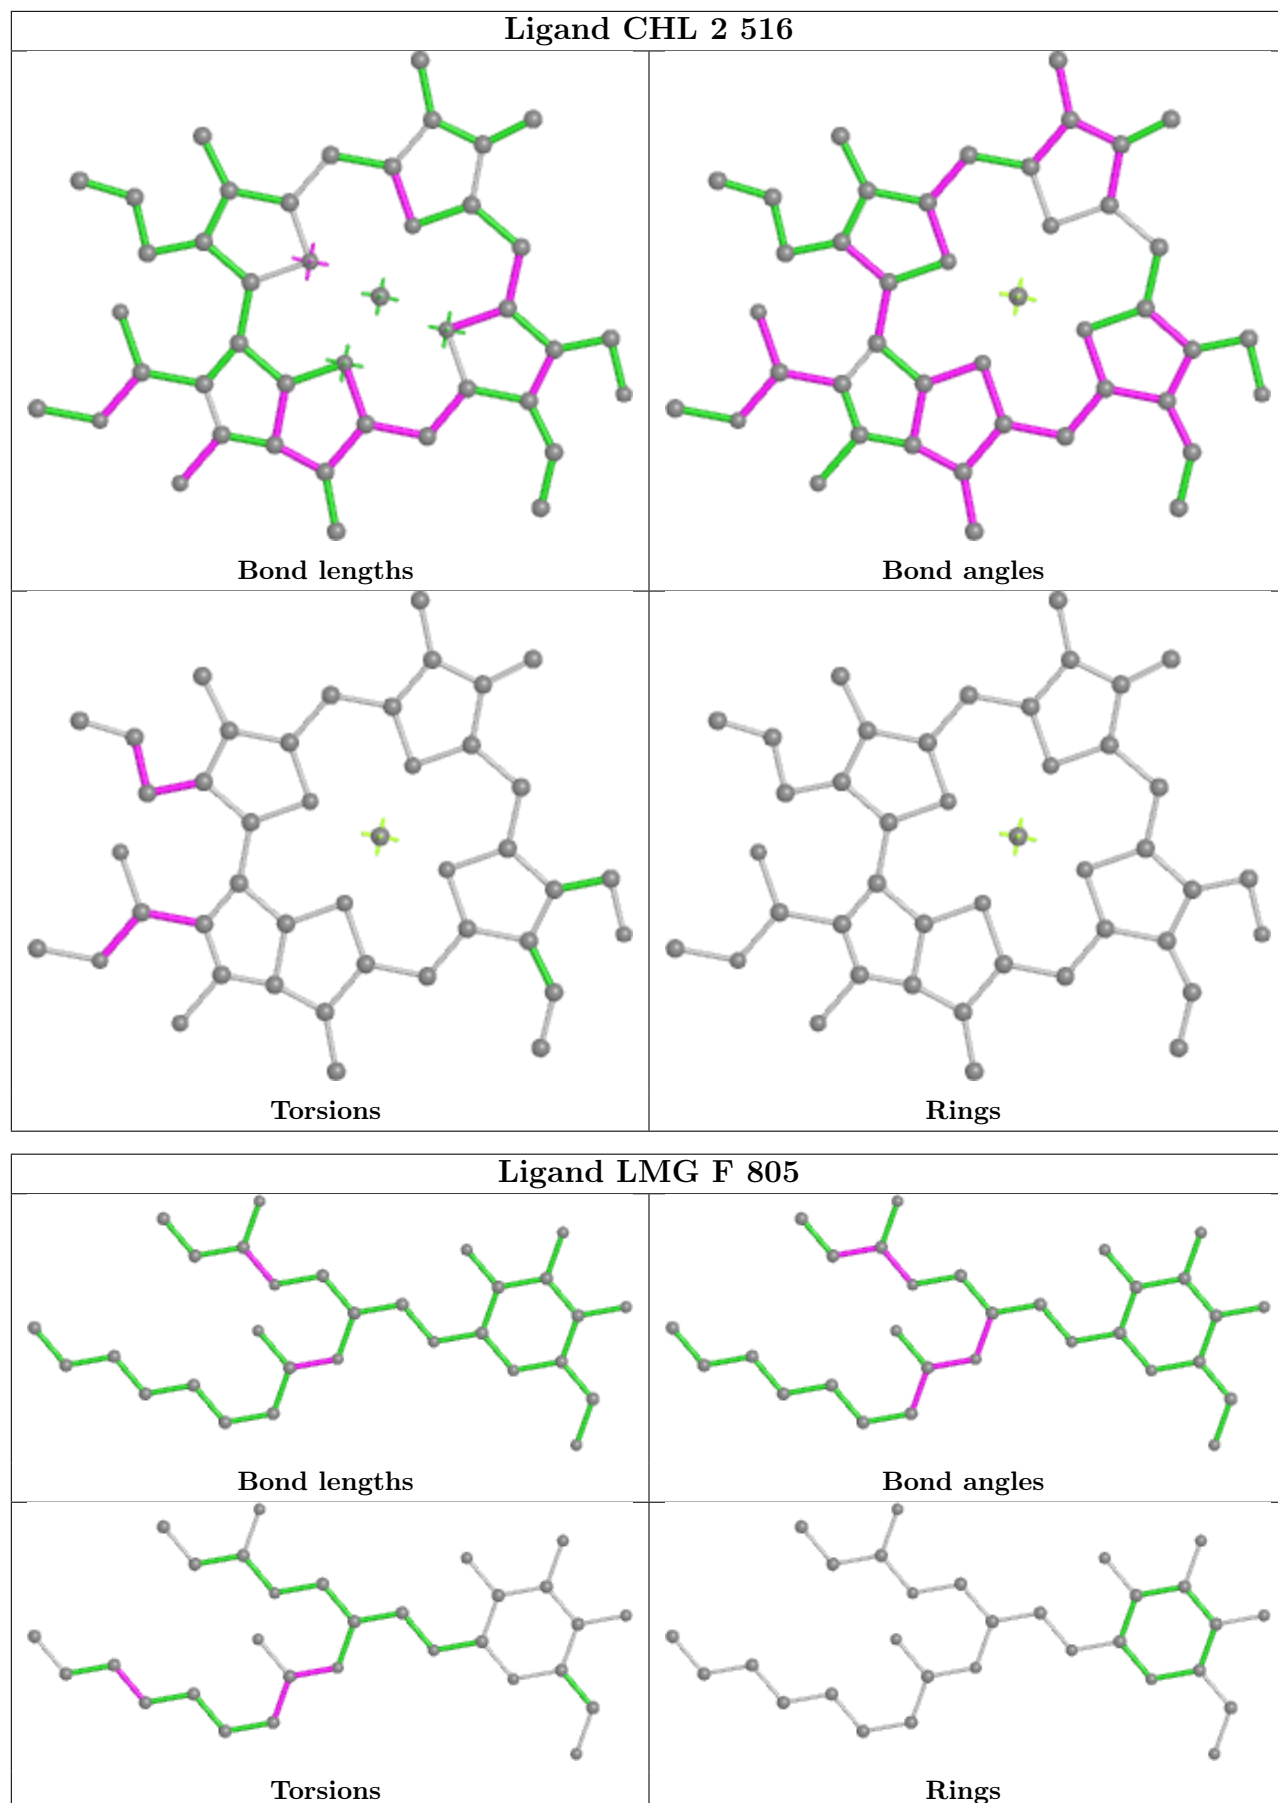 Ligand CHL 2 516
Bond lengths
Bond angles
Torsions
Rings
Ligand LMG F 805
Bond lengths
Bond angles
Torsions
Rings